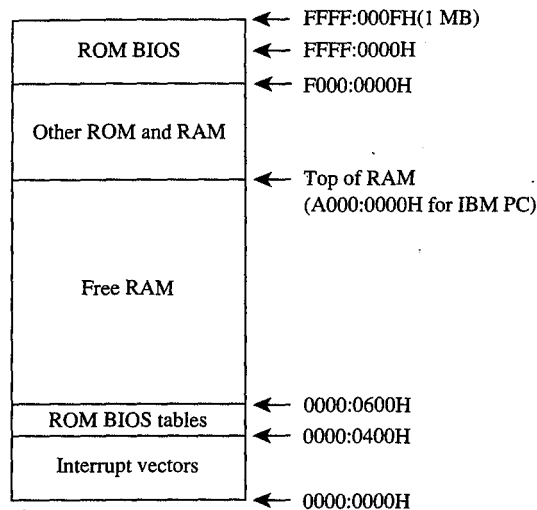 FFFF:000FH(1 MB)
ROM BIOS
FFFF:0000H
F000:0000H
Other ROM and RAM
Top of RAM
(A000:0000H for IBM PC)
Free RAM
0000:0600H
ROM BIOS tables
0000:0400H
Interrupt vectors
0000:0000H